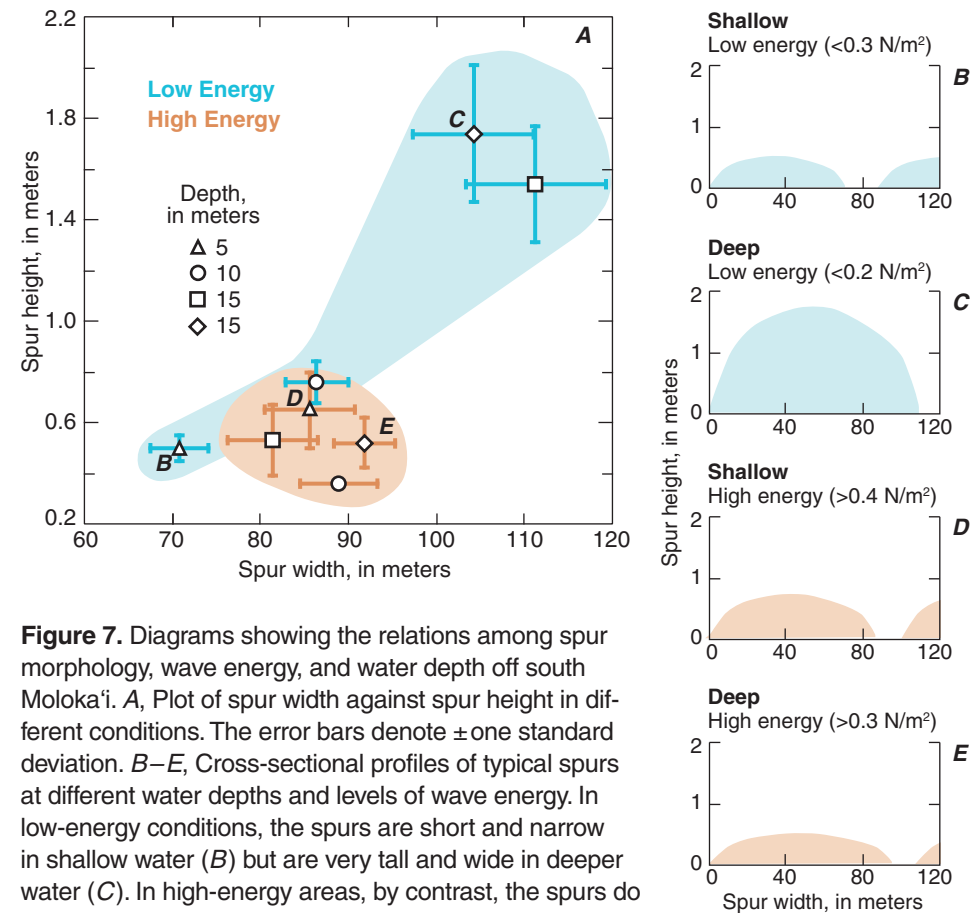 2.2
1.8
1.4
1.0
0.6
0.2
Spur height, in meters
A
Low Energy
High Energy
Depth,
in meters
5
10
15
15
C
D
E
B
60 70 80 90 100 110 120
Spur width, in meters
Shallow
Low energy (<0.3 N/m²)
B
2
1
0
0 40 80 120
Deep
Low energy (<0.2 N/m²)
C
2
1
0
0 40 80 120
Spur height, in meters
Shallow
High energy (>0.4 N/m²)
D
2
1
0
0 40 80 120
Deep
High energy (>0.3 N/m²)
E
2
1
0
0 40 80 120
Spur width, in meters
Figure 7. Diagrams showing the relations among spur
morphology, wave energy, and water depth off south
Moloka‘i. A, Plot of spur width against spur height in dif-
ferent conditions. The error bars denote ± one standard
deviation. B–E, Cross-sectional profiles of typical spurs
at different water depths and levels of wave energy. In
low-energy conditions, the spurs are short and narrow
in shallow water (B) but are very tall and wide in deeper
water (C). In high-energy areas, by contrast, the spurs do